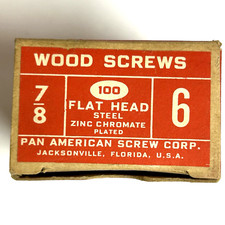 WOOD SCREWS
7/8
100
FLAT HEAD
STEEL
ZINC CHROMATE
PLATED
6
PAN AMERICAN SCREW CORP.
JACKSONVILLE, FLORIDA, U.S.A.